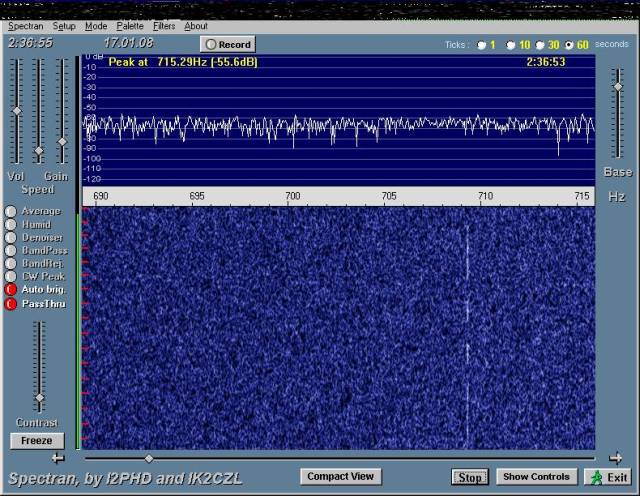 Spectran Setup Mode Palette Filters About
2:36:55 17.01.08 Record Ticks : 1 10 30 60 seconds
0 dB Peak at 715.29Hz (-55.6dB) 2:36:53
-10
-20
-30
-40
-50
-60
-70
-80
-90
-100
-110
-120
Vol Gain
Speed
Base
690 695 700 705 710 715 Hz
Average
Humid
Denoiser
BandPass
BandRej.
CW Peak
Auto brig.
PassThru
Contrast
Freeze
Spectran, by I2PHD and IK2CZL Compact View Stop Show Controls Exit